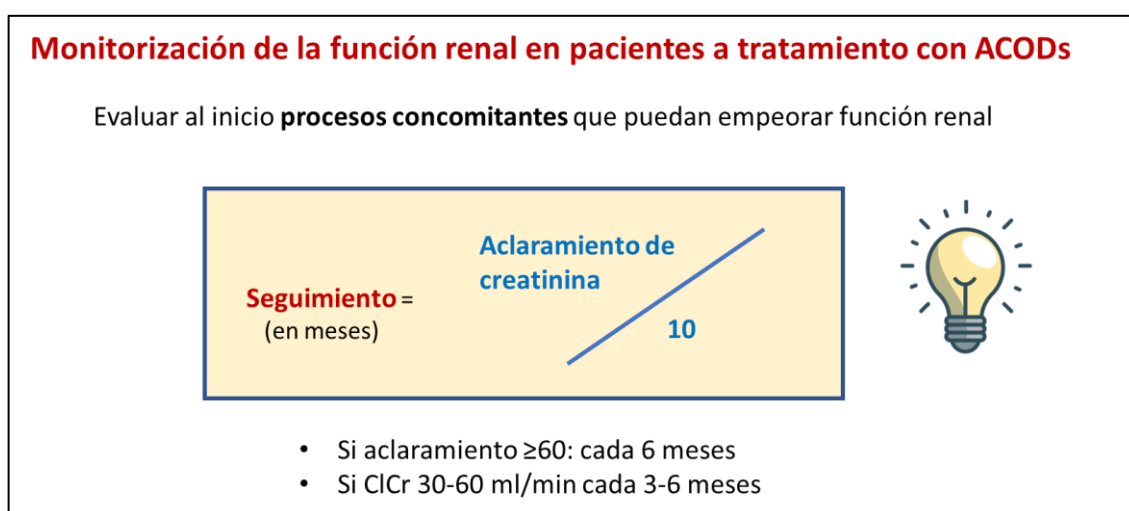 Monitorización de la función renal en pacientes a tratamiento con ACODs
Evaluar al inicio procesos concomitantes que puedan empeorar función renal
Aclaramiento de
creatinina
Seguimiento =
(en meses)
10
• Si aclaramiento ≥60: cada 6 meses
• Si ClCr 30-60 ml/min cada 3-6 meses